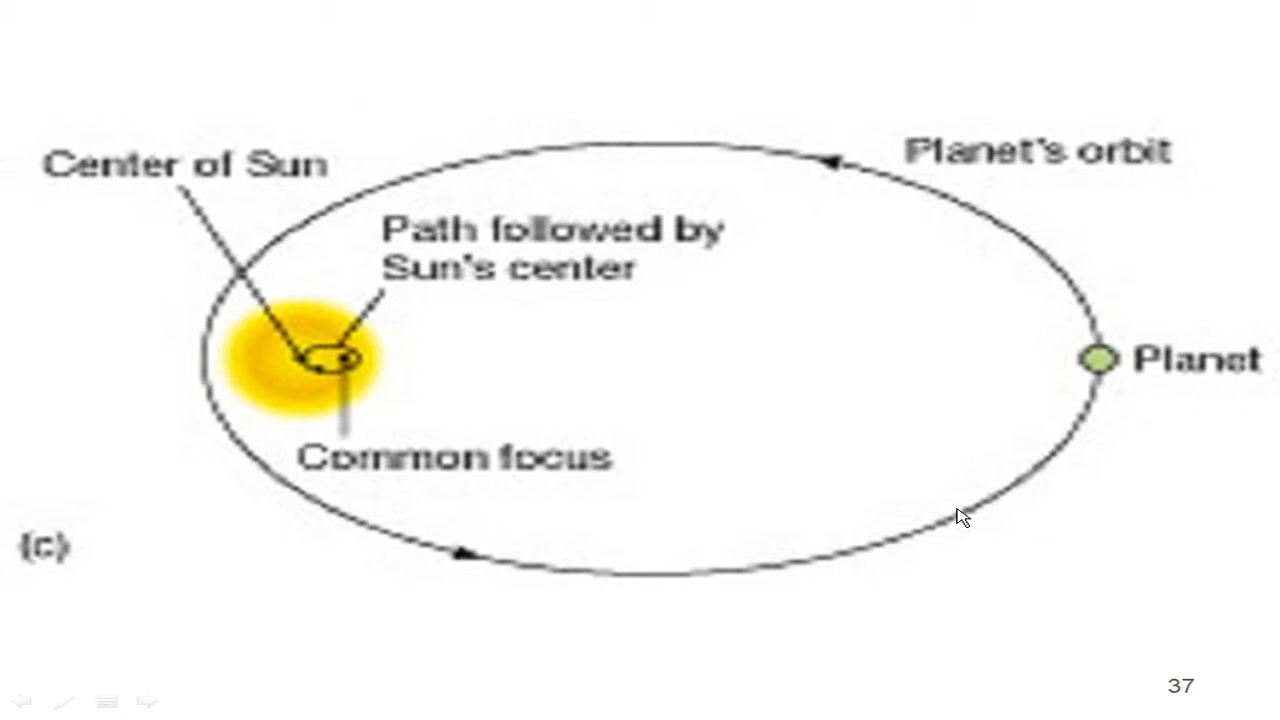 Center of Sun
Planet's orbit
Path followed by
Sun's center
Planet
Common focus
(c)
37